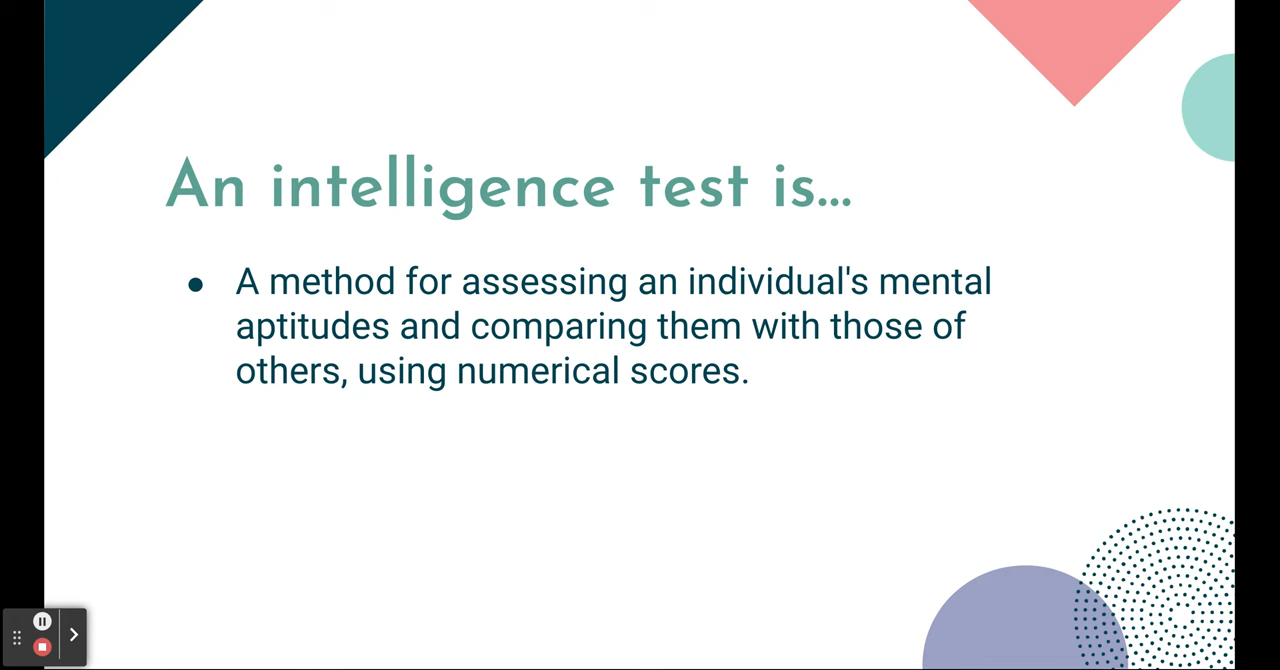 An intelligence test is...
● A method for assessing an individual's mental
aptitudes and comparing them with those of
others, using numerical scores.